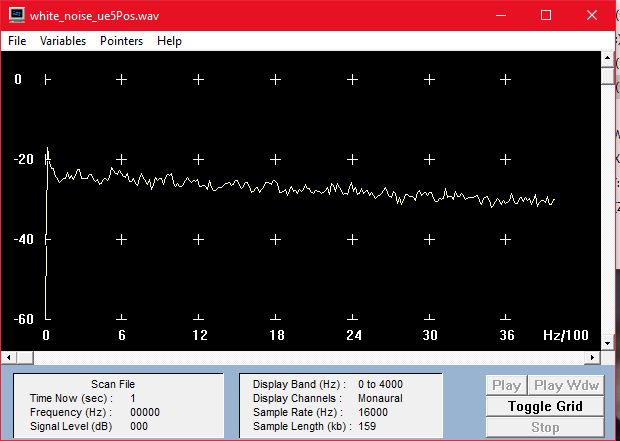 white_noise_ue5Pos.wav
File Variables Pointers Help
0
-20
-40
-60
0 6 12 18 24 30 36 Hz/100
Scan File
Time Now (sec) : 1
Frequency (Hz) : 00000
Signal Level (dB) 000
Display Band (Hz) : 0 to 4000
Display Channels : Monaural
Sample Rate (Hz) : 16000
Sample Length (kb) : 159
Play Play Wdw
Toggle Grid
Stop